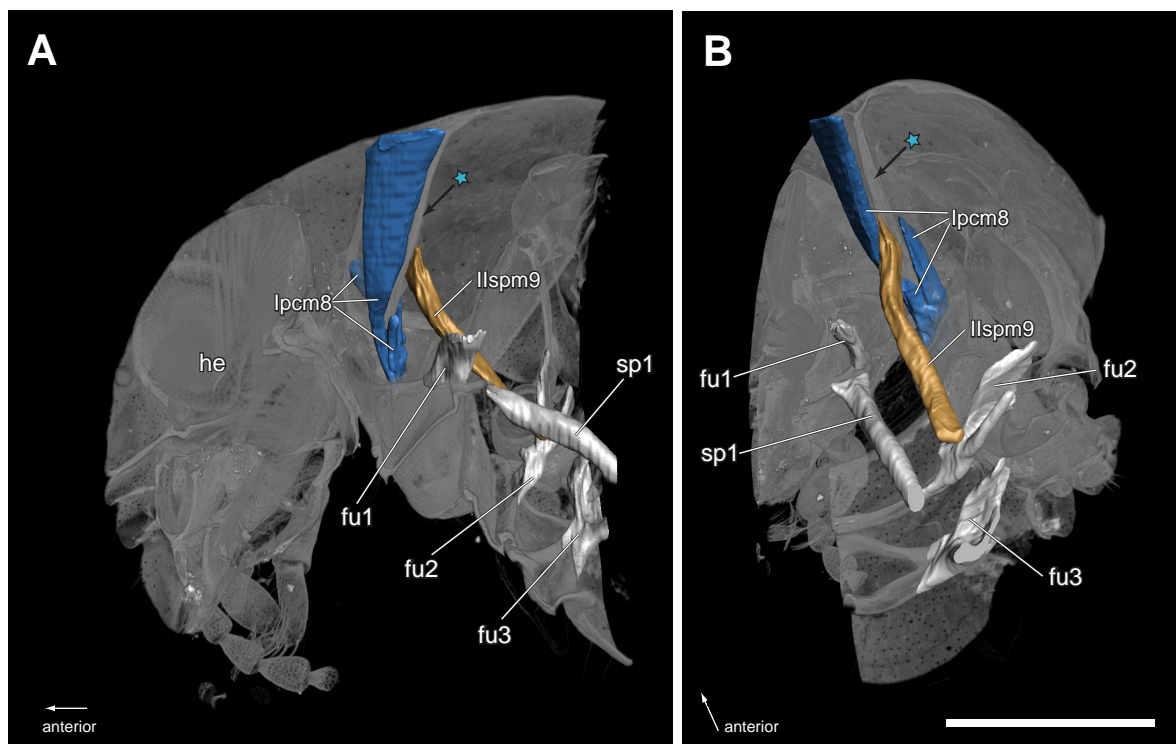 A
Ipcm8
IIspm9
he
sp1
fu1
fu2
fu3
anterior
B
Ipcm8
IIspm9
fu1
fu2
sp1
fu3
anterior